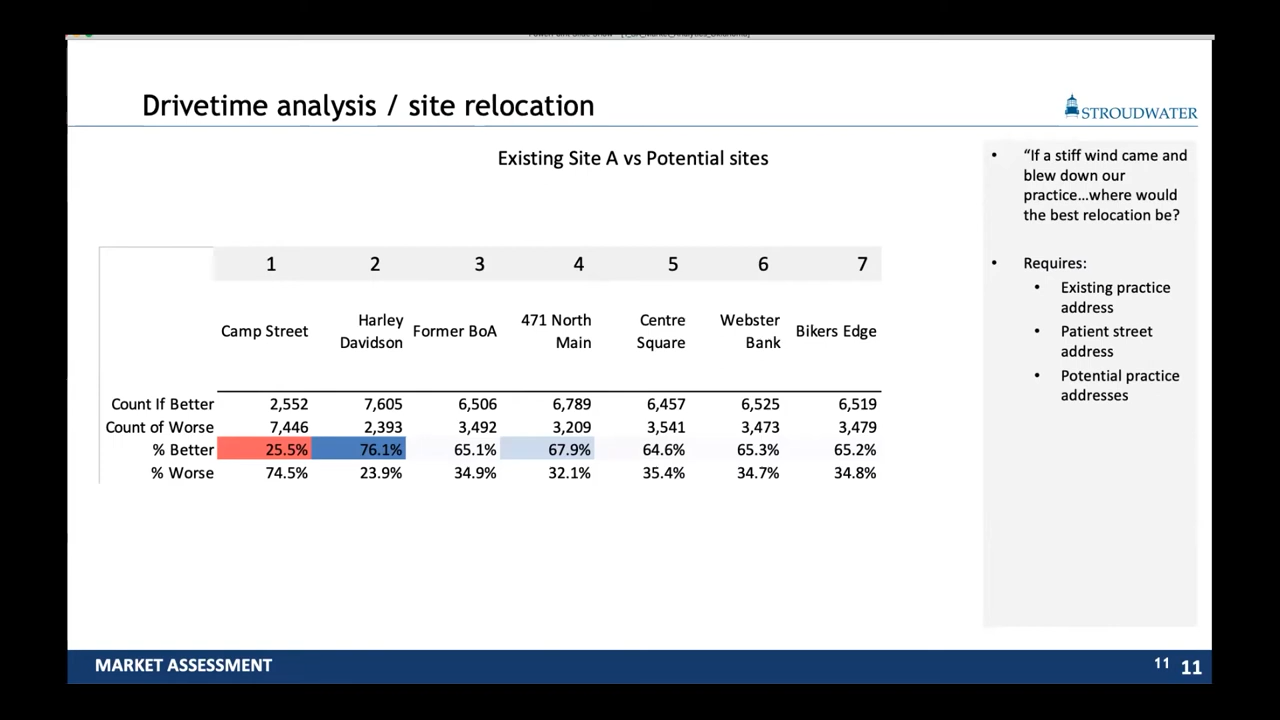 Drivetime analysis / site relocation
STROUDWATER
Existing Site A vs Potential sites
1 2 3 4 5 6 7
Camp Street Harley Davidson Former BoA 471 North Main Centre Square Webster Bank Bikers Edge
Count If Better 2,552 7,605 6,506 6,789 6,457 6,525 6,519
Count of Worse 7,446 2,393 3,492 3,209 3,541 3,473 3,479
% Better 25.5% 76.1% 65.1% 67.9% 64.6% 65.3% 65.2%
% Worse 74.5% 23.9% 34.9% 32.1% 35.4% 34.7% 34.8%
• “If a stiff wind came and
blew down our
practice…where would
the best relocation be?
• Requires:
• Existing practice
address
• Patient street
address
• Potential practice
addresses
MARKET ASSESSMENT
11 11